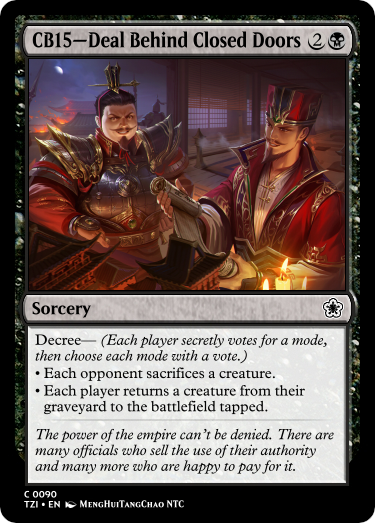 CB15—Deal Behind Closed Doors 2
Sorcery
Decree— (Each player secretly votes for a mode,
then choose each mode with a vote.)
• Each opponent sacrifices a creature.
• Each player returns a creature from their
graveyard to the battlefield tapped.
The power of the empire can't be denied. There are
many officials who sell the use of their authority
and many more who are happy to pay for it.
C 0090
TZI • EN MengHuiTangChao NTC